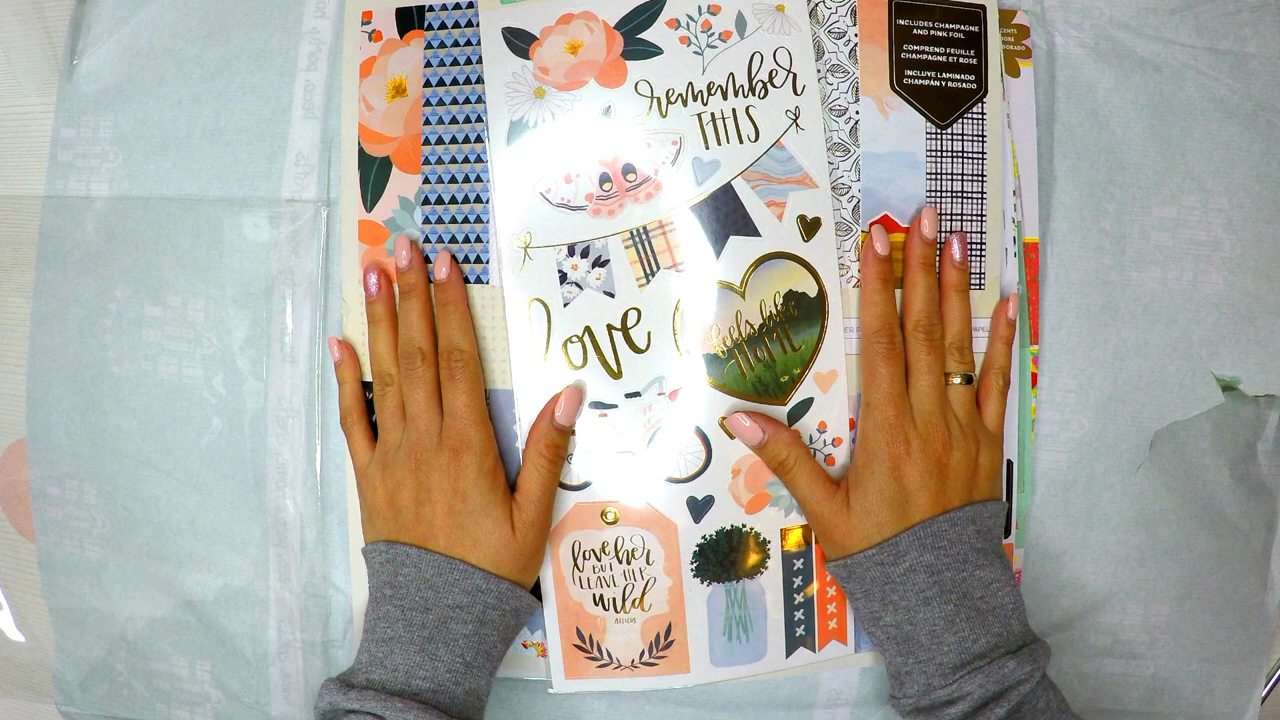 INCLUDES CHAMPAGNE
AND PINK FOIL
COMPREND FEUILLE
CHAMPAGNE ET ROSE
INCLUYE LAMINADO
CHAMPÁN Y ROSADO
remember
THIS
love
feels like
HOME
love her
BUT
LEAVE HER
wild
ATTICUS